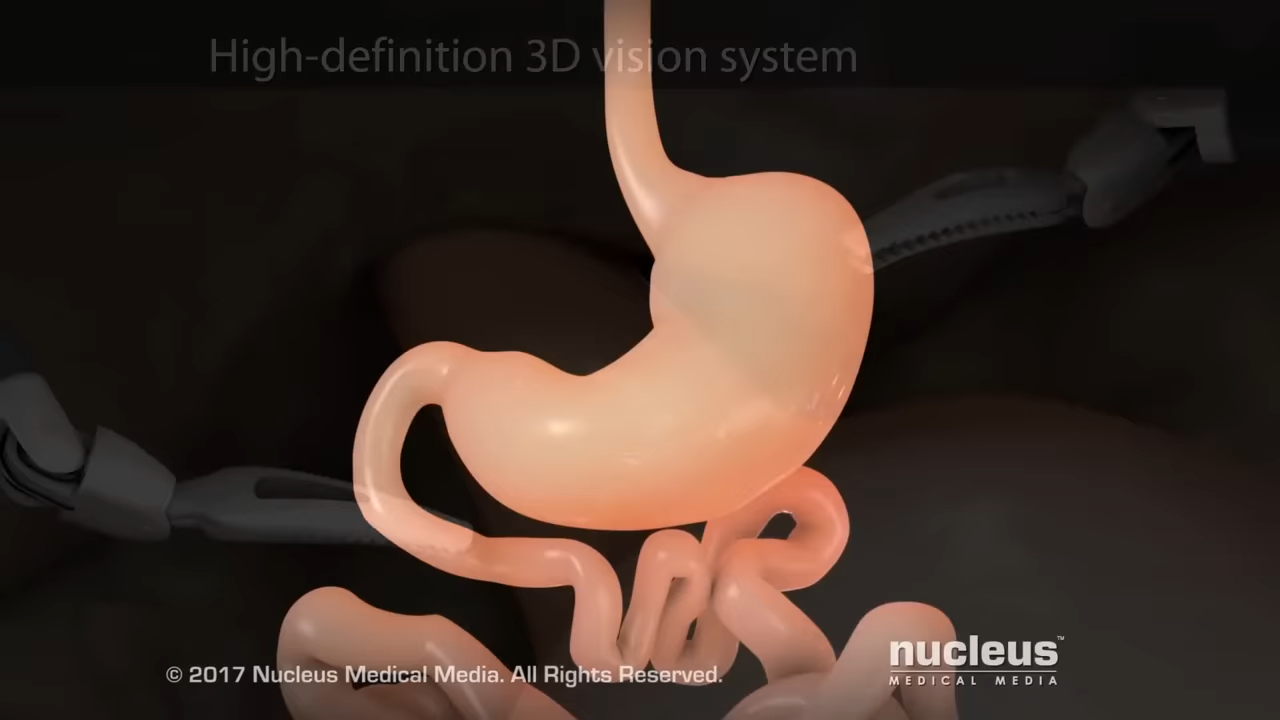 High-definition 3D vision system
© 2017 Nucleus Medical Media. All Rights Reserved.
nucleus™
MEDICAL MEDIA